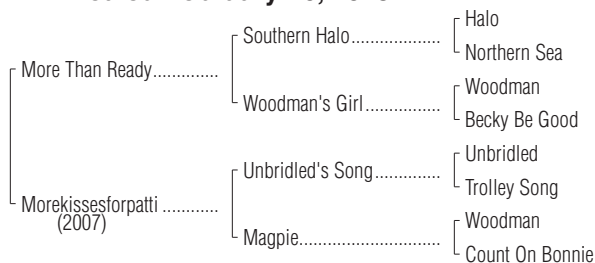 Halo
Southern Halo...................
Northern Sea
More Than Ready..............
Woodman
Woodman's Girl................
Becky Be Good
Unbridled
Unbridled's Song..............
Trolley Song
Morekissesforpatti............
(2007)
Woodman
Magpie..............................
Count On Bonnie